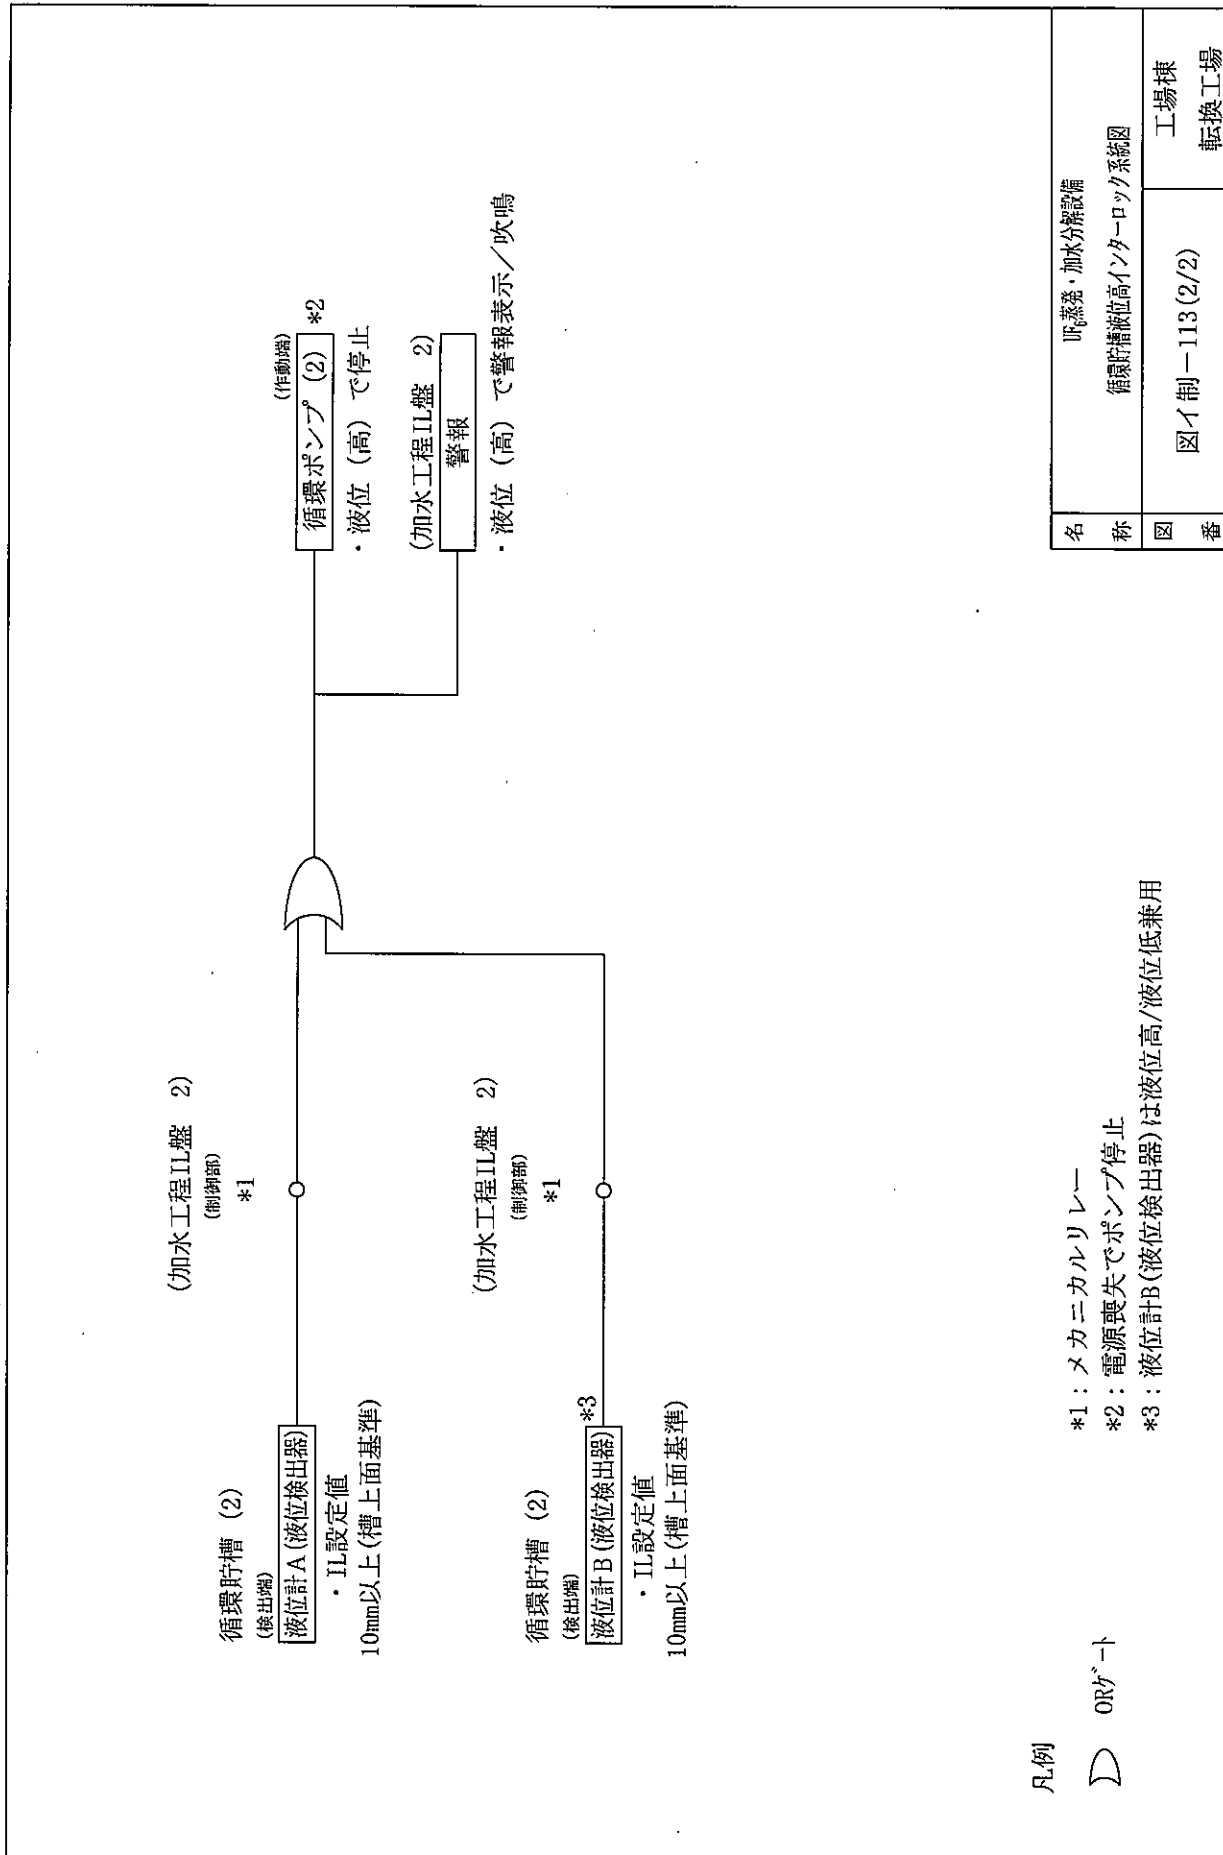 循環貯槽 (2)
(検出端)
液位計A(液位検出器)
・IL設定値
10mm以上(槽上面基準)
(加水工程IL盤 2)
(制御部)
*1
循環貯槽 (2)
(検出端)
液位計B(液位検出器)
*3
・IL設定値
10mm以上(槽上面基準)
(加水工程IL盤 2)
(制御部)
*1
(作動端)
循環ポンプ (2)
*2
・液位 (高) で停止
(加水工程IL盤 2)
警報
・液位 (高) で警報表示/吹鳴
凡例
ORゲート
*1:メカニカルリレー
*2:電源喪失でポンプ停止
*3:液位計B(液位検出器)は液位高/液位低兼用
名称
UF₆蒸発・加水分解設備
循環貯槽液位高インターロック系統図
図番
図イ制-113(2/2)
工場棟
転換工場